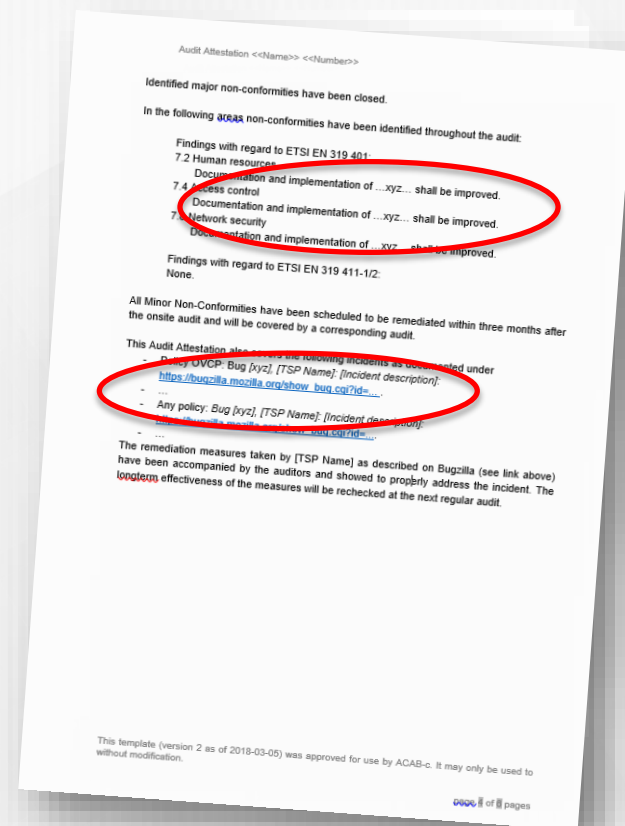 Audit Attestation <<Name>> <<Number>>
Identified major non-conformities have been closed.
In the following areas non-conformities have been identified throughout the audit:
Findings with regard to ETSI EN 319 401:
7.2 Human resources
Documentation and implementation of …xyz… shall be improved.
7.4 Access control
Documentation and implementation of …xyz… shall be improved.
Network security
Documentation and implementation of …xyz… shall be improved.
Findings with regard to ETSI EN 319 411-1/2:
None.
All Minor Non-Conformities have been scheduled to be remediated within three months after
the onsite audit and will be covered by a corresponding audit.
This Audit Attestation also covers the following incidents as documented under
- Policy OVCP: Bug [xyz], [TSP Name]: [Incident description]:
https://bugzilla.mozilla.org/show_bug.cgi?id=...,
- …
- Any policy: Bug [xyz], [TSP Name]: [Incident description]:
https://bugzilla.mozilla.org/show_bug.cgi?id=...,
- …
The remediation measures taken by [TSP Name] as described on Bugzilla (see link above)
have been accompanied by the auditors and showed to properly address the incident. The
longterm effectiveness of the measures will be rechecked at the next regular audit.
This template (version 2 as of 2018-03-05) was approved for use by ACAB-c. It may only be used to
without modification.
page 4 of 8 pages